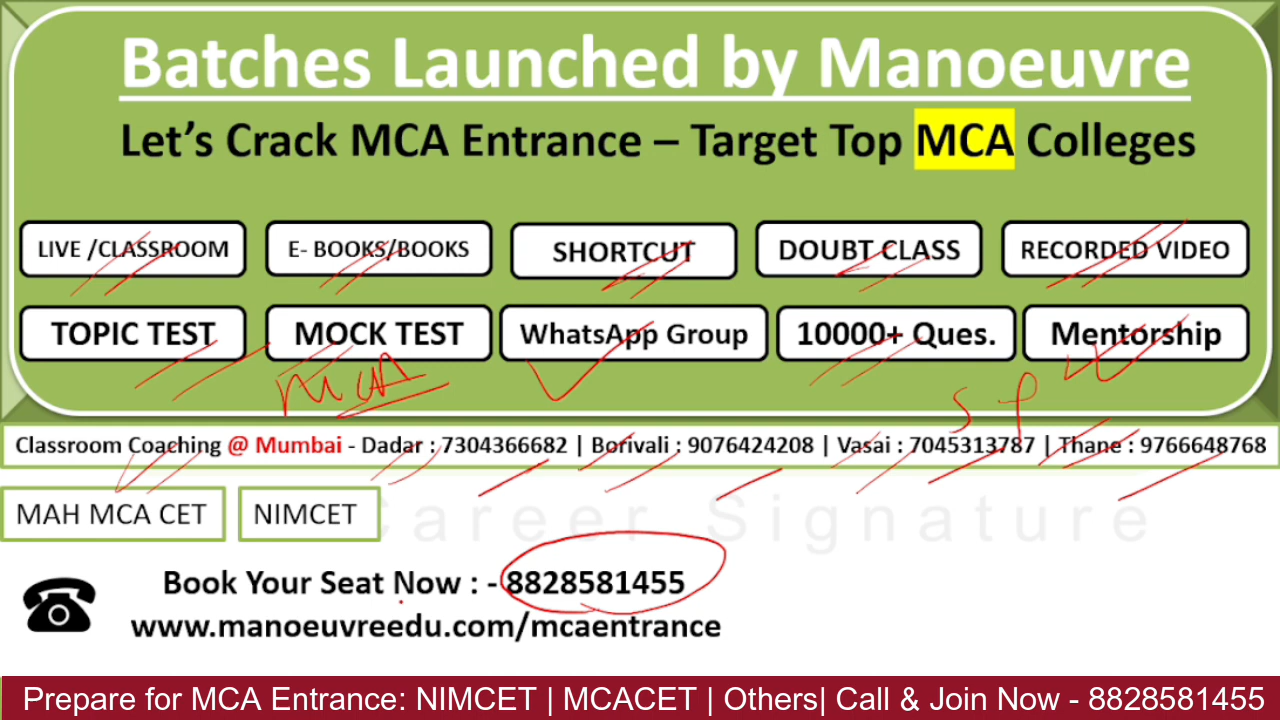 Batches Launched by Manoeuvre
Let's Crack MCA Entrance – Target Top MCA Colleges
LIVE /CLASSROOM
E- BOOKS/BOOKS
SHORTCUT
DOUBT CLASS
RECORDED VIDEO
TOPIC TEST
MOCK TEST
WhatsApp Group
10000+ Ques.
Mentorship
MCA
Classroom Coaching @ Mumbai - Dadar : 7304366682 | Borivali : 9076424208 | Vasai : 7045313787 | Thane : 9766648768
MAH MCA CET
NIMCET
Career Signature
Book Your Seat Now : - 8828581455
www.manoeuvreedu.com/mcaentrance
Prepare for MCA Entrance: NIMCET | MCACET | Others| Call & Join Now - 8828581455